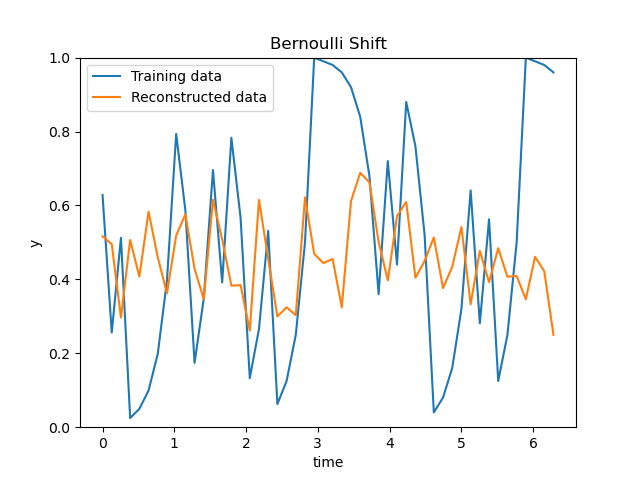 Bernoulli Shift
Training data
Reconstructed data
y
1.0
0.8
0.6
0.4
0.2
0.0
0 1 2 3 4 5 6
time